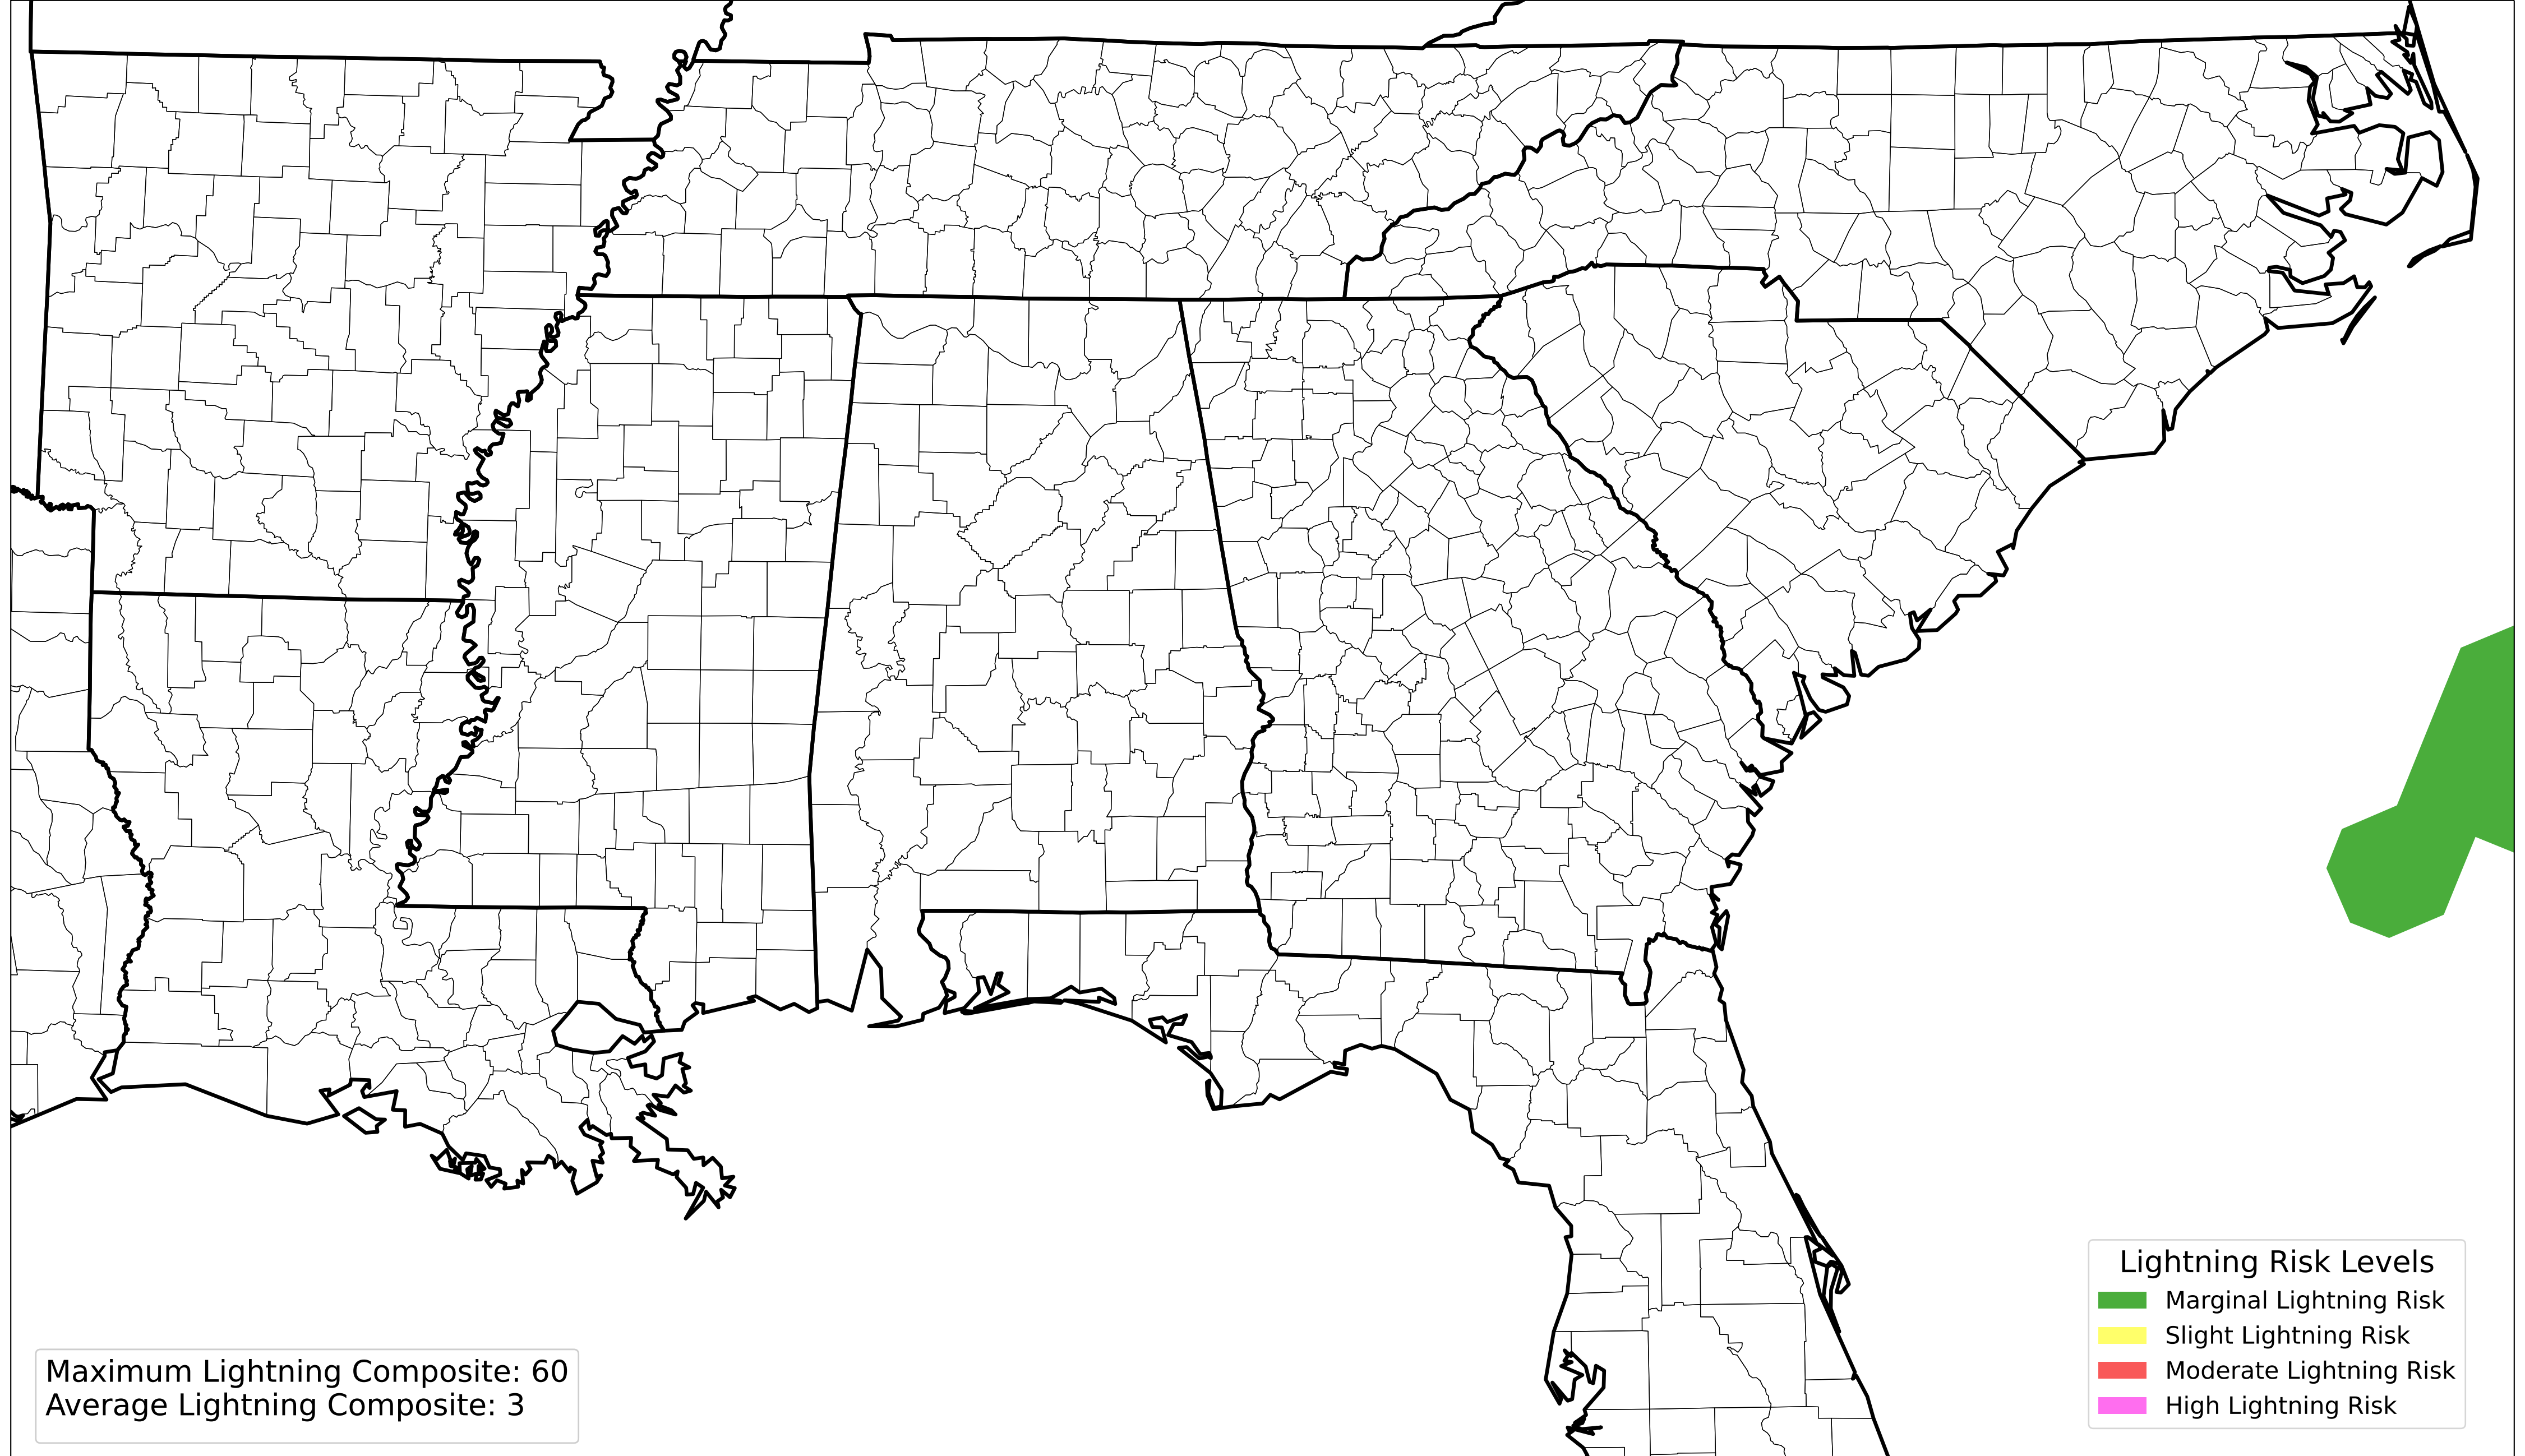 Lightning Risk Levels
Marginal Lightning Risk
Slight Lightning Risk
Moderate Lightning Risk
High Lightning Risk
Maximum Lightning Composite: 60
Average Lightning Composite: 3